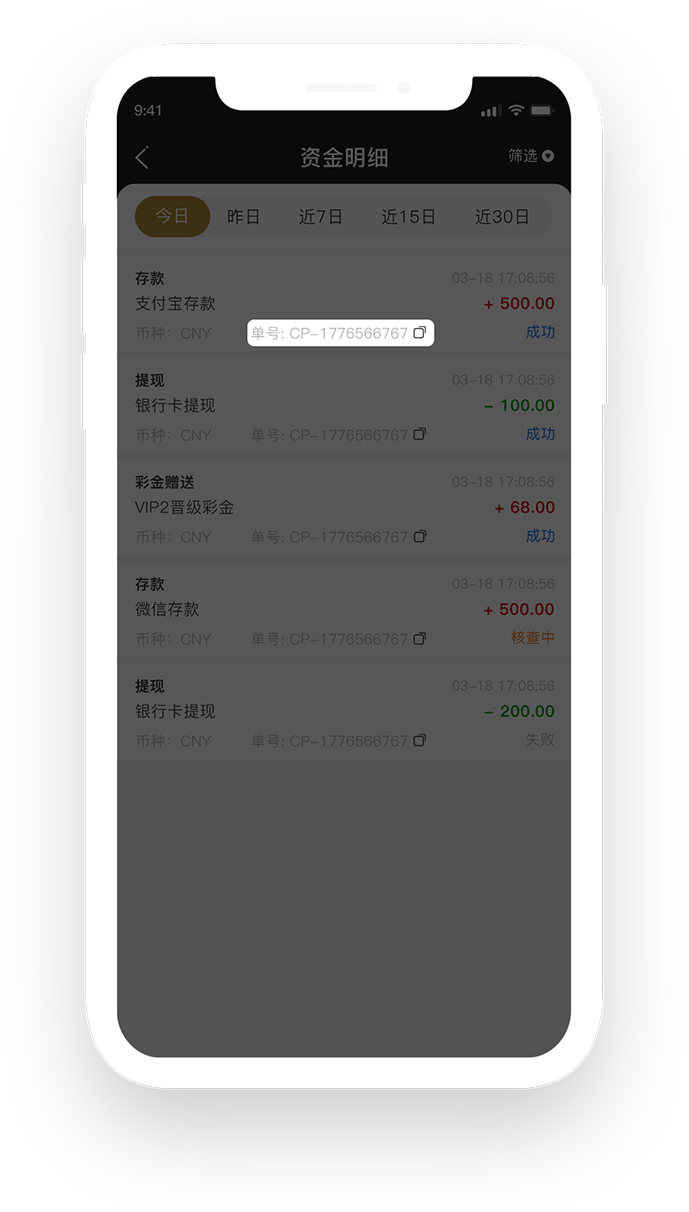 9:41
资金明细 筛选
今日 昨日 近7日 近15日 近30日
存款 03-18 17:08:56
支付宝存款 + 500.00
币种：CNY 单号: CP-1776566767 成功
提现 03-18 17:08:56
银行卡提现 - 100.00
币种：CNY 单号: CP-1776566767 成功
彩金赠送 03-18 17:08:56
VIP2晋级彩金 + 68.00
币种：CNY 单号: CP-1776566767 成功
存款 03-18 17:08:56
微信存款 + 500.00
币种：CNY 单号: CP-1776566767 核查中
提现 03-18 17:08:56
银行卡提现 - 200.00
币种：CNY 单号: CP-1776566767 失败